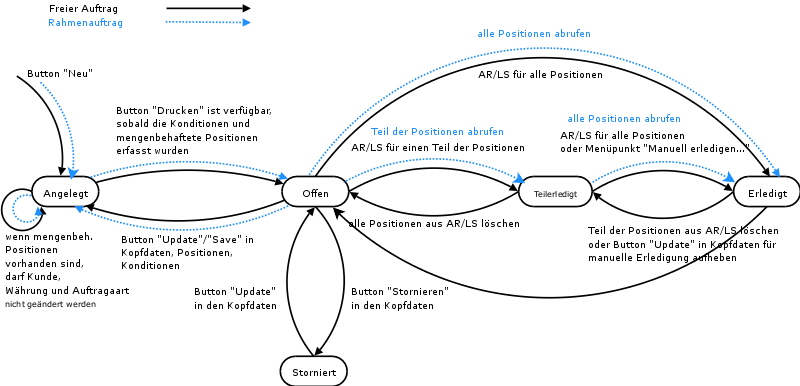 Freier Auftrag
Rahmenauftrag
alle Positionen abrufen
Button "Neu"
AR/LS für alle Positionen
Button "Drucken" ist verfügbar,
sobald die Konditionen und
mengenbehaftete Positionen
erfasst wurden
Teil der Positionen abrufen
AR/LS für einen Teil der Positionen
alle Positionen abrufen
AR/LS für alle Positionen
oder Menüpunkt "Manuell erledigen..."
Angelegt
Offen
Teilerledigt
Erledigt
wenn mengenbeh.
Positionen
vorhanden sind,
darf Kunde,
Währung und Auftragaart
nicht geändert werden
Button "Update"/"Save" in
Kopfdaten, Positionen,
Konditionen
alle Positionen aus AR/LS löschen
Teil der Positionen aus AR/LS löschen
oder Button "Update" in Kopfdaten für
manuelle Erledigung aufheben
Button "Update"
in den Kopfdaten
Button "Stornieren"
in den Kopfdaten
Storniert